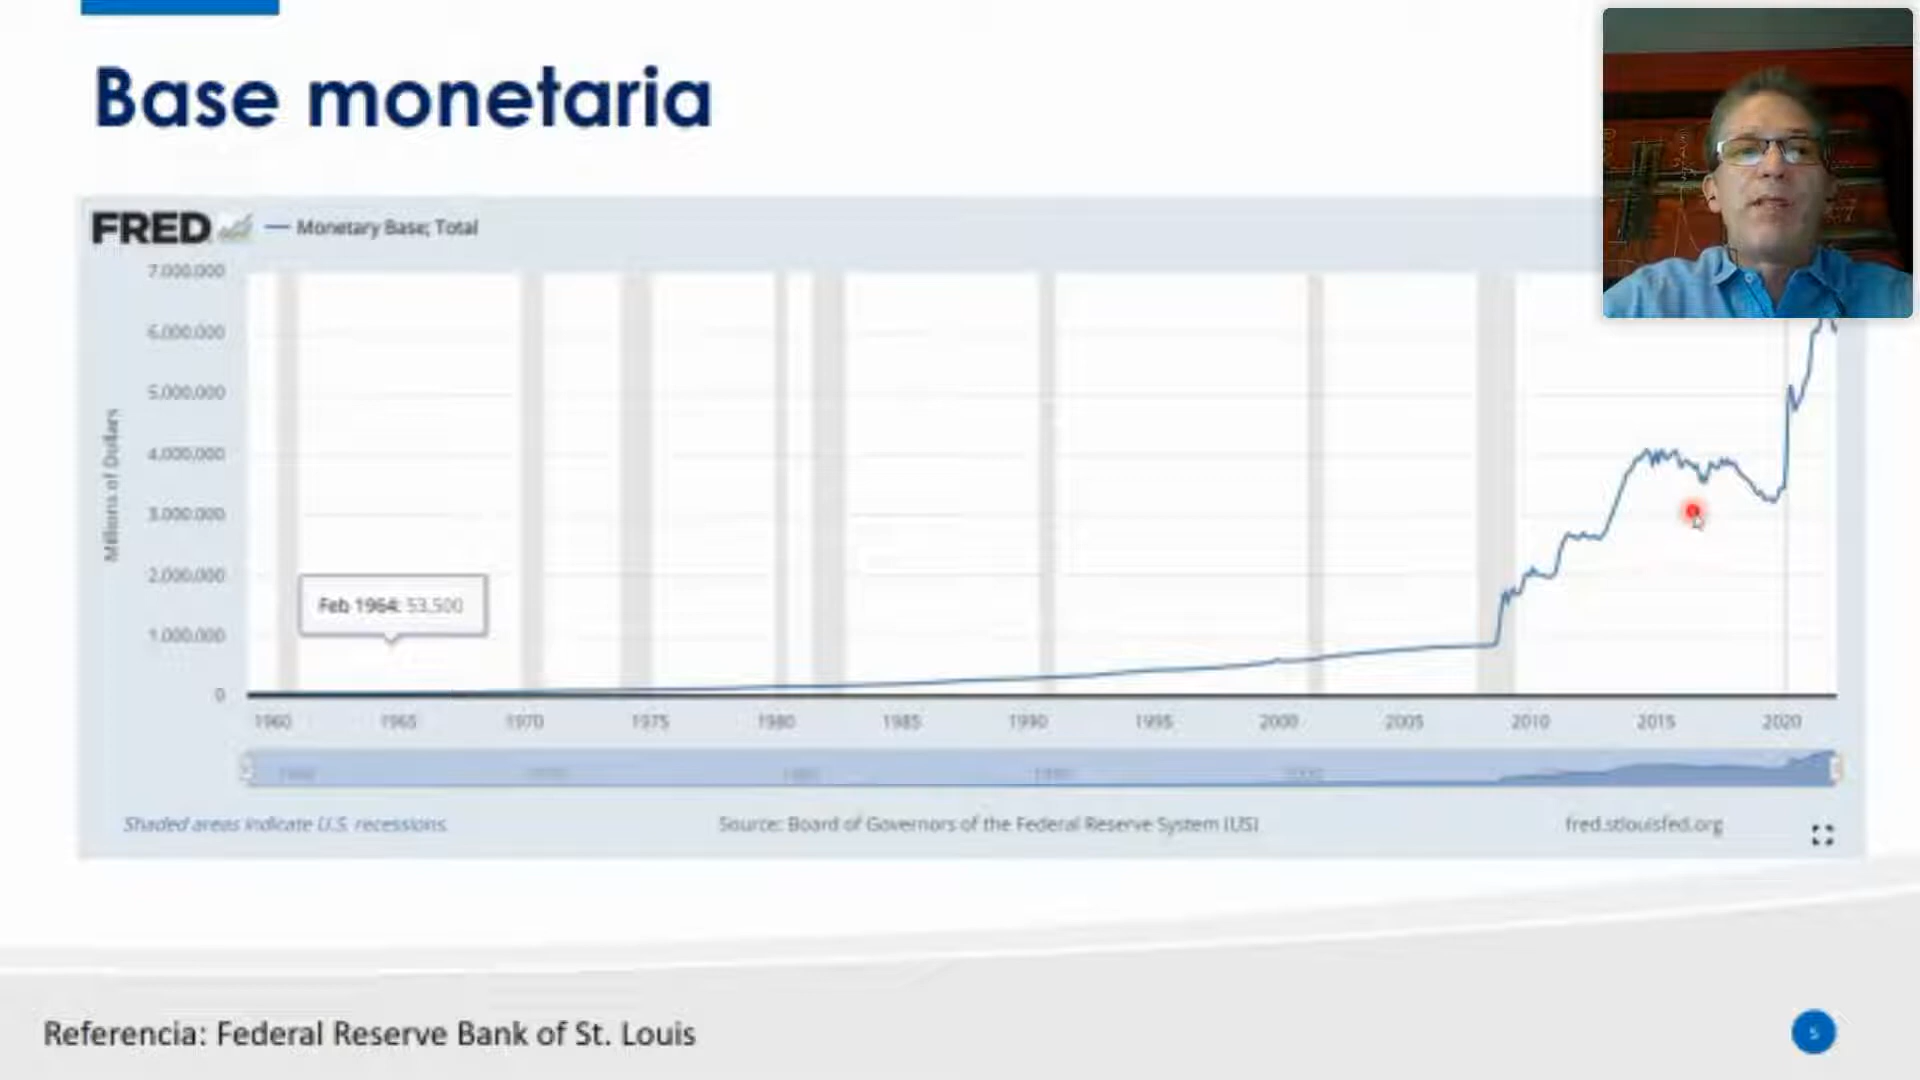 Base monetaria
FRED
Monetary Base; Total
7.000.000
6.000.000
5.000.000
4.000.000
3.000.000
2.000.000
1.000.000
0
Millions of Dollars
Feb 1964: 53.500
1960 1965 1970 1975 1980 1985 1990 1995 2000 2005 2010 2015 2020
Shaded areas indicate U.S. recessions.
Source: Board of Governors of the Federal Reserve System (US)
fred.stlouisfed.org
Referencia: Federal Reserve Bank of St. Louis
5